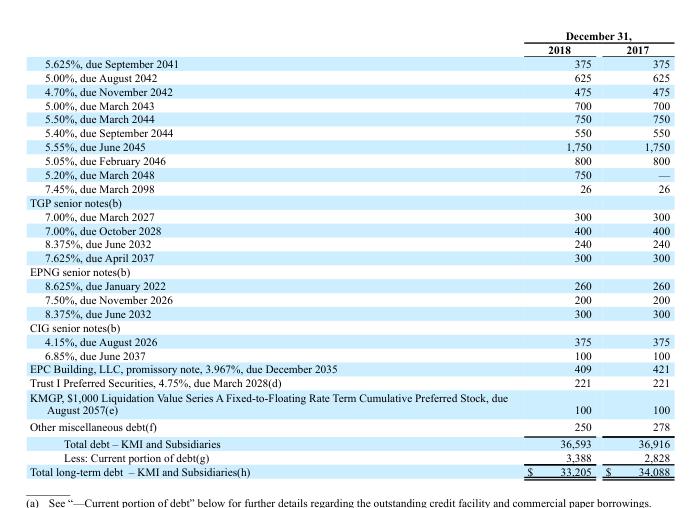 December 31,
2018 2017
5.625%, due September 2041 375 375
5.00%, due August 2042 625 625
4.70%, due November 2042 475 475
5.00%, due March 2043 700 700
5.50%, due March 2044 750 750
5.40%, due September 2044 550 550
5.55%, due June 2045 1,750 1,750
5.05%, due February 2046 800 800
5.20%, due March 2048 750 —
7.45%, due March 2098 26 26
TGP senior notes(b)
7.00%, due March 2027 300 300
7.00%, due October 2028 400 400
8.375%, due June 2032 240 240
7.625%, due April 2037 300 300
EPNG senior notes(b)
8.625%, due January 2022 260 260
7.50%, due November 2026 200 200
8.375%, due June 2032 300 300
CIG senior notes(b)
4.15%, due August 2026 375 375
6.85%, due June 2037 100 100
EPC Building, LLC, promissory note, 3.967%, due December 2035 409 421
Trust I Preferred Securities, 4.75%, due March 2028(d) 221 221
KMGP, $1,000 Liquidation Value Series A Fixed-to-Floating Rate Term Cumulative Preferred Stock, due
August 2057(e) 100 100
Other miscellaneous debt(f) 250 278
Total debt – KMI and Subsidiaries 36,593 36,916
Less: Current portion of debt(g) 3,388 2,828
Total long-term debt – KMI and Subsidiaries(h) $ 33,205 $ 34,088
(a) See “—Current portion of debt” below for further details regarding the outstanding credit facility and commercial paper borrowings.